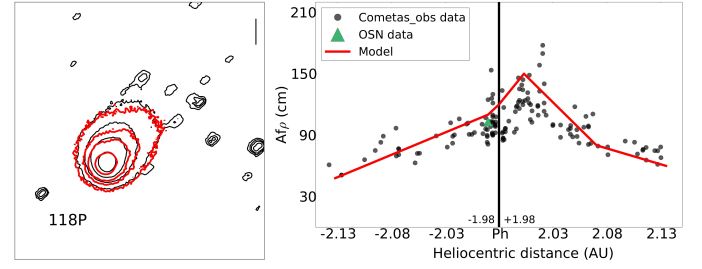 118P
210
150
90
30
Afρ (cm)
Cometas_obs data
OSN data
Model
-1.98 +1.98
-2.13 -2.08 -2.03 Ph 2.03 2.08 2.13
Heliocentric distance (AU)